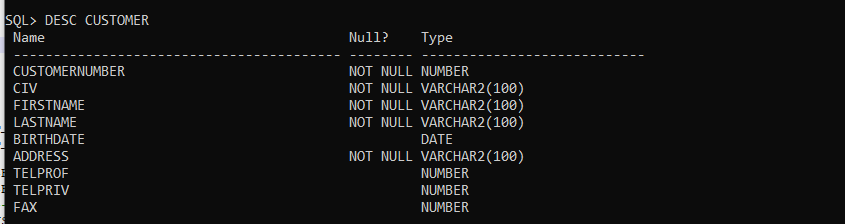 SQL> DESC CUSTOMER
Name Null? Type
----------------------------------------- -------- ----------------------------
CUSTOMERNUMBER NOT NULL NUMBER
CIV NOT NULL VARCHAR2(100)
FIRSTNAME NOT NULL VARCHAR2(100)
LASTNAME NOT NULL VARCHAR2(100)
BIRTHDATE DATE
ADDRESS NOT NULL VARCHAR2(100)
TELPROF NUMBER
TELPRIV NUMBER
FAX NUMBER